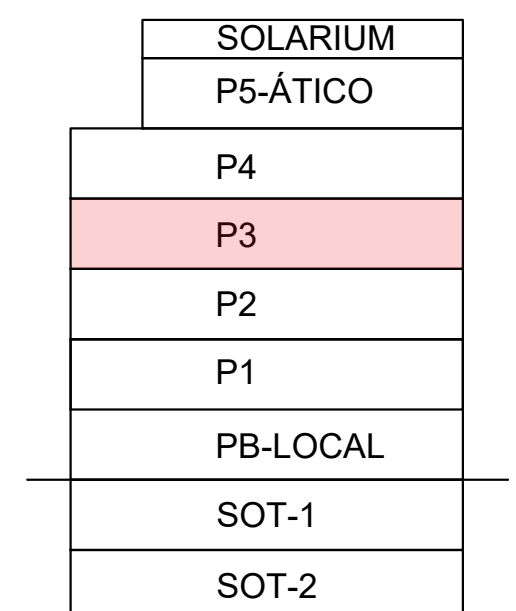 SOLARIUM
P5-ÁTICO
P4
P3
P2
P1
PB-LOCAL
SOT-1
SOT-2